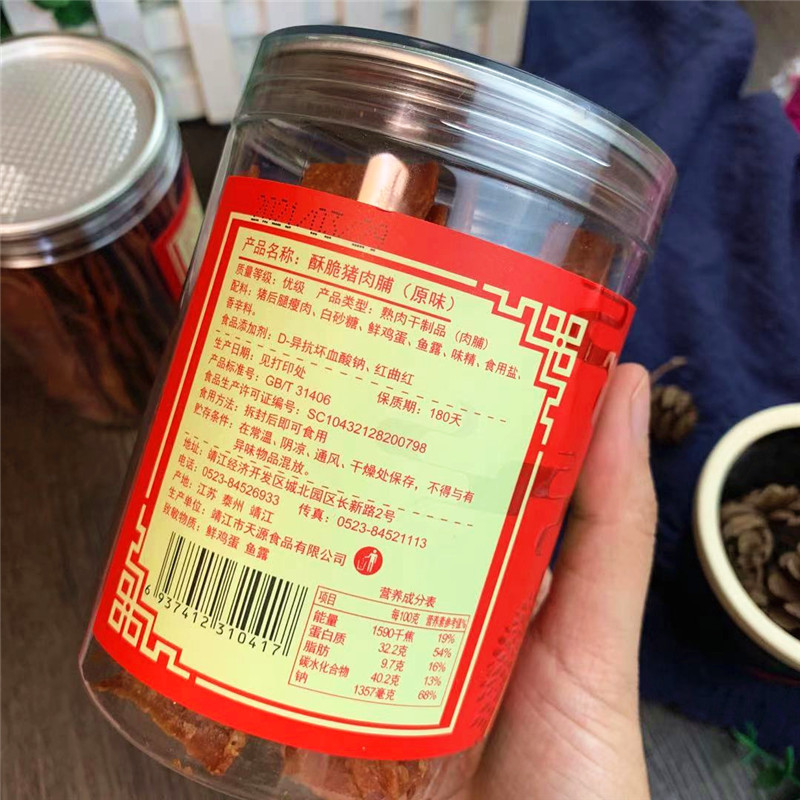 产品名称：酥脆猪肉脯（原味）
质量等级：优级 产品类型：熟肉干制品（肉脯）
配料：猪后腿瘦肉、白砂糖、鲜鸡蛋、鱼露、味精、食用盐、
香辛料。
食品添加剂：D-异抗坏血酸钠、红曲红
生产日期：见打印处 保质期：180天
产品标准号：GB/T 31406
食品生产许可证编号：SC10432128200798
食用方法：拆封后即可食用
贮存条件：在常温、阴凉、通风、干燥处保存，不得与有
异味物品混放。
地址：靖江经济开发区城北园区长新路2号
电话：0523-84526933 传真：0523-84521113
产地：江苏 泰州 靖江
生产单位：靖江市天源食品有限公司
致敏物质：鲜鸡蛋 鱼露
6 937412 310417
营养成分表
项目 每100克 营养素参考值%
能量 1590千焦 19%
蛋白质 32.2克 54%
脂肪 9.7克 16%
碳水化合物 40.2克 13%
钠 1357毫克 68%